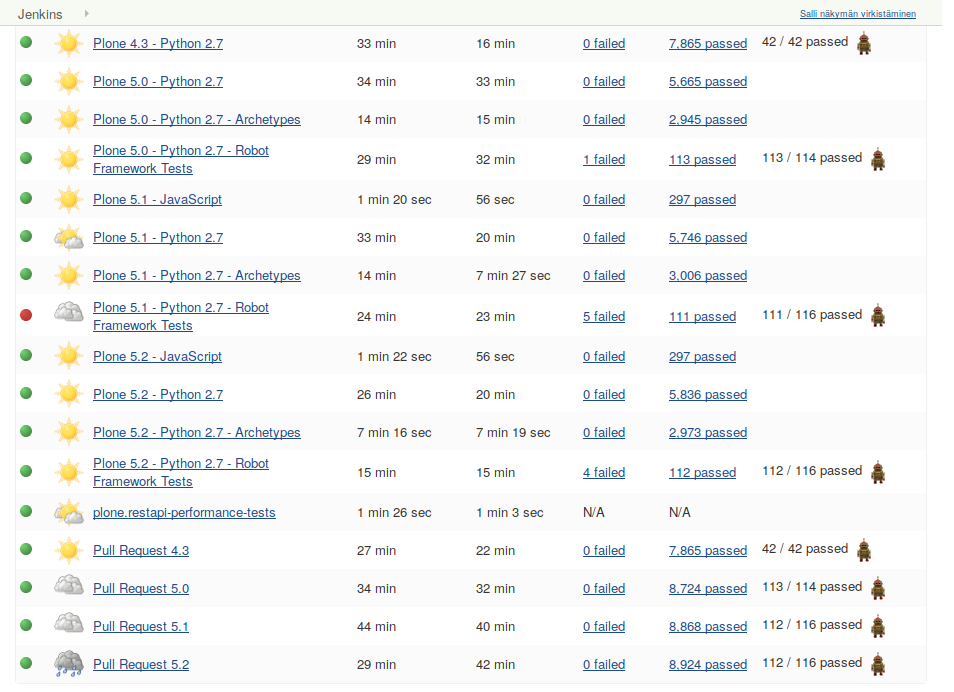 Jenkins
Salli näkymän virkistäminen
Plone 4.3 - Python 2.7 33 min 16 min 0 failed 7,865 passed 42 / 42 passed
Plone 5.0 - Python 2.7 34 min 33 min 0 failed 5,665 passed
Plone 5.0 - Python 2.7 - Archetypes 14 min 15 min 0 failed 2,945 passed
Plone 5.0 - Python 2.7 - Robot
Framework Tests 29 min 32 min 1 failed 113 passed 113 / 114 passed
Plone 5.1 - JavaScript 1 min 20 sec 56 sec 0 failed 297 passed
Plone 5.1 - Python 2.7 33 min 20 min 0 failed 5,746 passed
Plone 5.1 - Python 2.7 - Archetypes 14 min 7 min 27 sec 0 failed 3,006 passed
Plone 5.1 - Python 2.7 - Robot
Framework Tests 24 min 23 min 5 failed 111 passed 111 / 116 passed
Plone 5.2 - JavaScript 1 min 22 sec 56 sec 0 failed 297 passed
Plone 5.2 - Python 2.7 26 min 20 min 0 failed 5,836 passed
Plone 5.2 - Python 2.7 - Archetypes 7 min 16 sec 7 min 19 sec 0 failed 2,973 passed
Plone 5.2 - Python 2.7 - Robot
Framework Tests 15 min 15 min 4 failed 112 passed 112 / 116 passed
plone.restapi-performance-tests 1 min 26 sec 1 min 3 sec N/A N/A
Pull Request 4.3 27 min 22 min 0 failed 7,865 passed 42 / 42 passed
Pull Request 5.0 34 min 32 min 0 failed 8,724 passed 113 / 114 passed
Pull Request 5.1 44 min 40 min 0 failed 8,868 passed 112 / 116 passed
Pull Request 5.2 29 min 42 min 0 failed 8,924 passed 112 / 116 passed